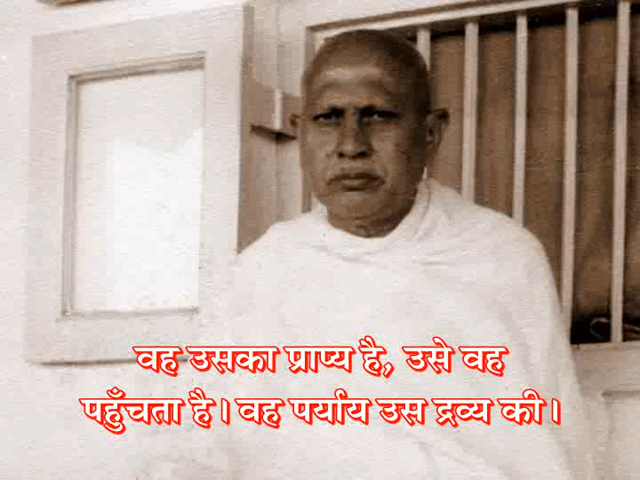 वह उसका प्राप्य है, उसे वह
पहुँचता है। वह पर्याय उस द्रव्य की।